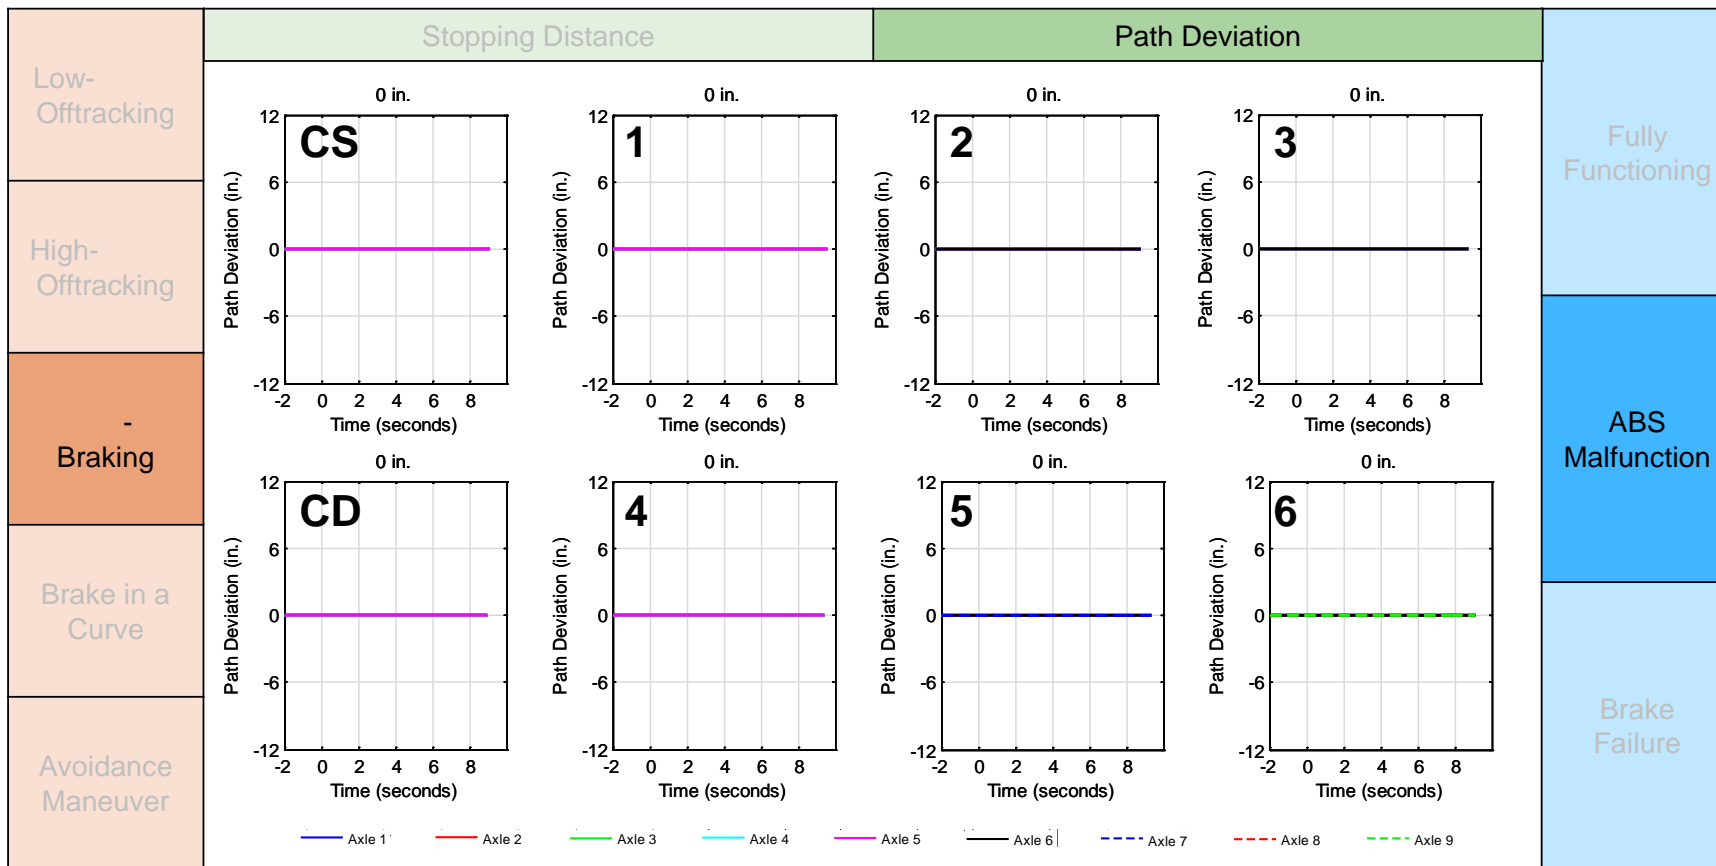 Stopping Distance
Path Deviation
Low-
Offtracking
High-
Offtracking
-
Braking
Brake in a
Curve
Avoidance
Maneuver
0 in.
CS
12
6
0
-6
-12
Path Deviation (in.)
-2 0 2 4 6 8
Time (seconds)
0 in.
1
12
6
0
-6
-12
Path Deviation (in.)
-2 0 2 4 6 8
Time (seconds)
0 in.
2
12
6
0
-6
-12
Path Deviation (in.)
-2 0 2 4 6 8
Time (seconds)
0 in.
3
12
6
0
-6
-12
Path Deviation (in.)
-2 0 2 4 6 8
Time (seconds)
0 in.
CD
12
6
0
-6
-12
Path Deviation (in.)
-2 0 2 4 6 8
Time (seconds)
0 in.
4
12
6
0
-6
-12
Path Deviation (in.)
-2 0 2 4 6 8
Time (seconds)
0 in.
5
12
6
0
-6
-12
Path Deviation (in.)
-2 0 2 4 6 8
Time (seconds)
0 in.
6
12
6
0
-6
-12
Path Deviation (in.)
-2 0 2 4 6 8
Time (seconds)
Axle 1 Axle 2 Axle 3 Axle 4 Axle 5 Axle 6 Axle 7 Axle 8 Axle 9
Fully
Functioning
ABS
Malfunction
Brake
Failure